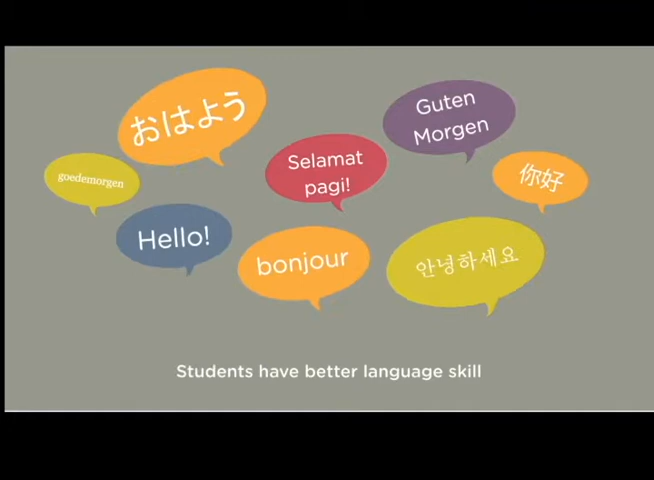 おはよう
Guten
Morgen
Selamat
pagi!
goedemorgen
你好
Hello!
bonjour
안녕하세요
Students have better language skill